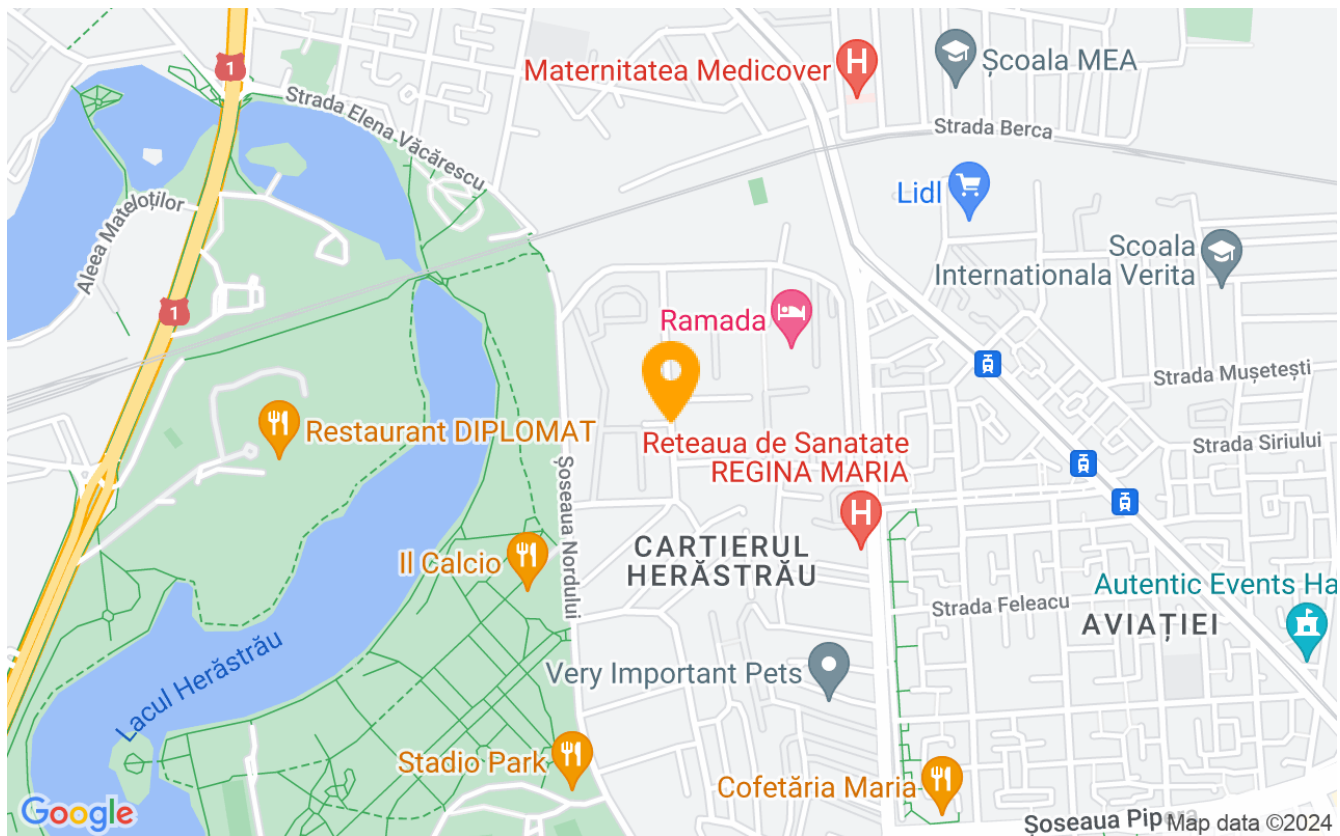 1
Strada Elena Văcărescu
Maternitatea Medicover
H
Școala MEA
Strada Berca
Lidl
Aleea Mateloților
Scoala
Internationala Verita
1
Ramada
Strada Mușetești
Restaurant DIPLOMAT
Reteaua de Sanatate
REGINA MARIA
H
Strada Siriului
Șoseaua Nordului
Il Calcio
CARTIERUL
HERĂSTRĂU
Autentic Events Ha
Strada Feleacu
AVIAȚIEI
Lacul Herăstrău
Very Important Pets
Stadio Park
Cofetăria Maria
Google
Șoseaua Pipera
Map data ©2024